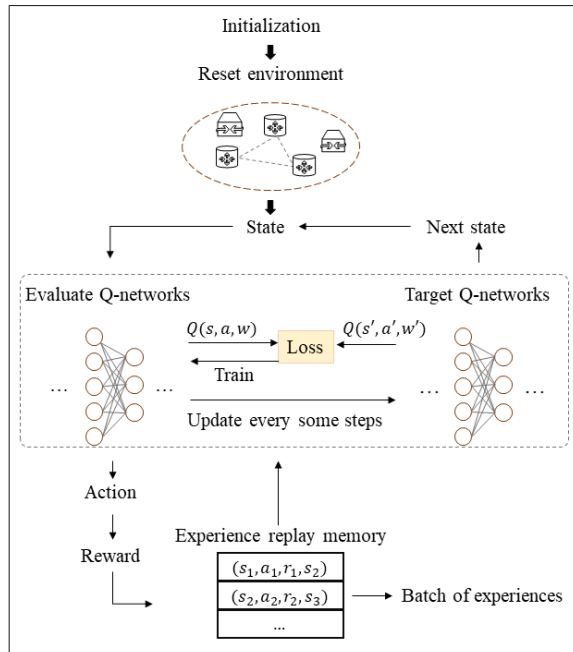 Initialization
Reset environment
State
Next state
Evaluate Q-networks
Target Q-networks
Q(s, a, w)
Loss
Q(s′, a′, w′)
Train
...
...
...
...
Update every some steps
Action
Reward
Experience replay memory
(s₁, a₁, r₁, s₂)
(s₂, a₂, r₂, s₃)
...
Batch of experiences